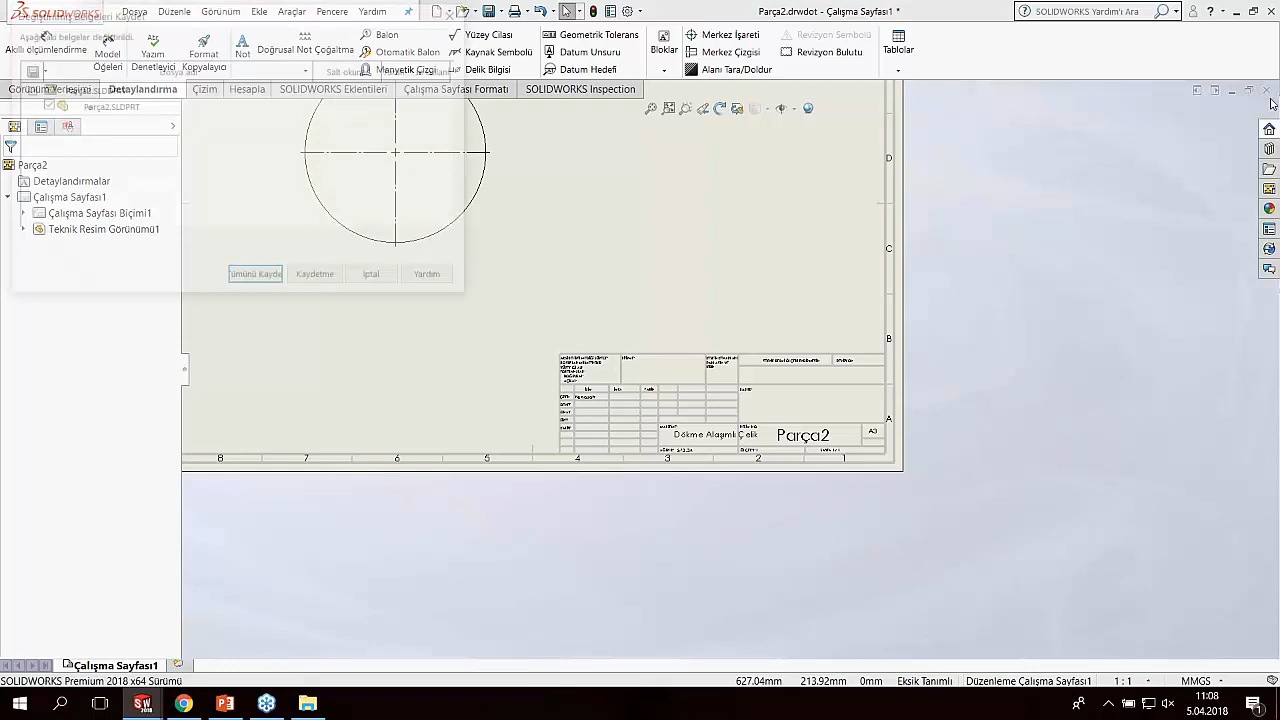 SOLIDWORKS
Dosya Düzenle Görünüm Ekle Araçlar Pencere Yardım
Parça2.drwdot - Çalışma Sayfası1 *
SOLIDWORKS Yardım'ı Ara
Değiştirilmiş Belgeleri Kaydet
Akıllı ölçümlendirme
Model Öğeleri
Yazım Denetleyici
Format Kopyalayıcı
Not
Doğrusal Not Çoğaltma
Balon
Otomatik Balon
Menyetik Çizgi
Yüzey Cilası
Kaynak Sembolü
Delik Bilgisi
Geometrik Tolerans
Datum Unsuru
Datum Hedefi
Bloklar
Merkez İşareti
Merkez Çizgisi
Alanı Tara/Doldur
Revizyon Sembolü
Revizyon Bulutu
Tablolar
Detaylandırma Çizim Hesapla SOLIDWORKS Eklentileri Çalışma Sayfası Formatı SOLIDWORKS Inspection
Parça2.SLDPRT
Parça2
Detaylandırmalar
Çalışma Sayfası1
Çalışma Sayfası Biçimi1
Teknik Resim Görünümü1
Kaydetme İptal Yardım
D
C
B
A
Dökme Alaşımlı Çelik
Parça2
A3
8 7 6 5 4 3 2 1
Çalışma Sayfası1
SOLIDWORKS Premium 2018 x64 Sürümü
627.04mm 213.92mm 0mm Eksik Tanımlı Düzenleme Çalışma Sayfası1 1 : 1 MMGS
11:08
5.04.2018